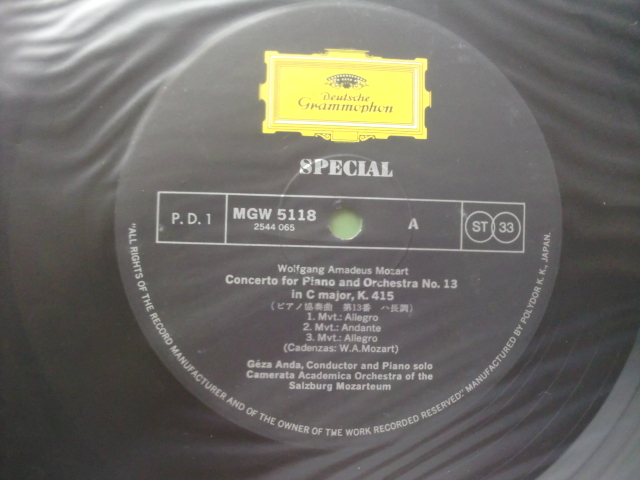 Deutsche
Grammophon
SPECIAL
P.D.1
MGW 5118
2544 065
A
ST 33
Wolfgang Amadeus Mozart
Concerto for Piano and Orchestra No. 13
in C major, K. 415
(ピアノ協奏曲 第13番 ハ長調)
1. Mvt.: Allegro
2. Mvt.: Andante
3. Mvt.: Allegro
(Cadenzas: W.A.Mozart)
Géza Anda, Conductor and Piano solo
Camerata Academica Orchestra of the
Salzburg Mozarteum
"ALL RIGHTS OF THE RECORD MANUFACTURER AND OF THE OWNER OF THE WORK RECORDED RESERVED." MANUFACTURED BY POLYDOR K.K., JAPAN.